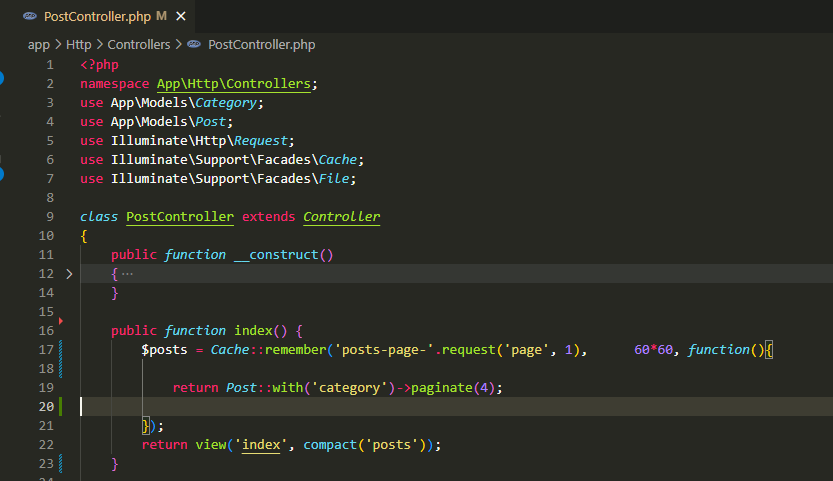 PostController.php M ×
app > Http > Controllers > PostController.php
1 <?php
2 namespace App\Http\Controllers;
3 use App\Models\Category;
4 use App\Models\Post;
5 use Illuminate\Http\Request;
6 use Illuminate\Support\Facades\Cache;
7 use Illuminate\Support\Facades\File;
8
9 class PostController extends Controller
10 {
11     public function __construct()
12     { ...
14     }
15
16     public function index() {
17         $posts = Cache::remember('posts-page-'.request('page', 1),      60*60, function(){
18
19             return Post::with('category')->paginate(4);
20
21         });
22         return view('index', compact('posts'));
23     }